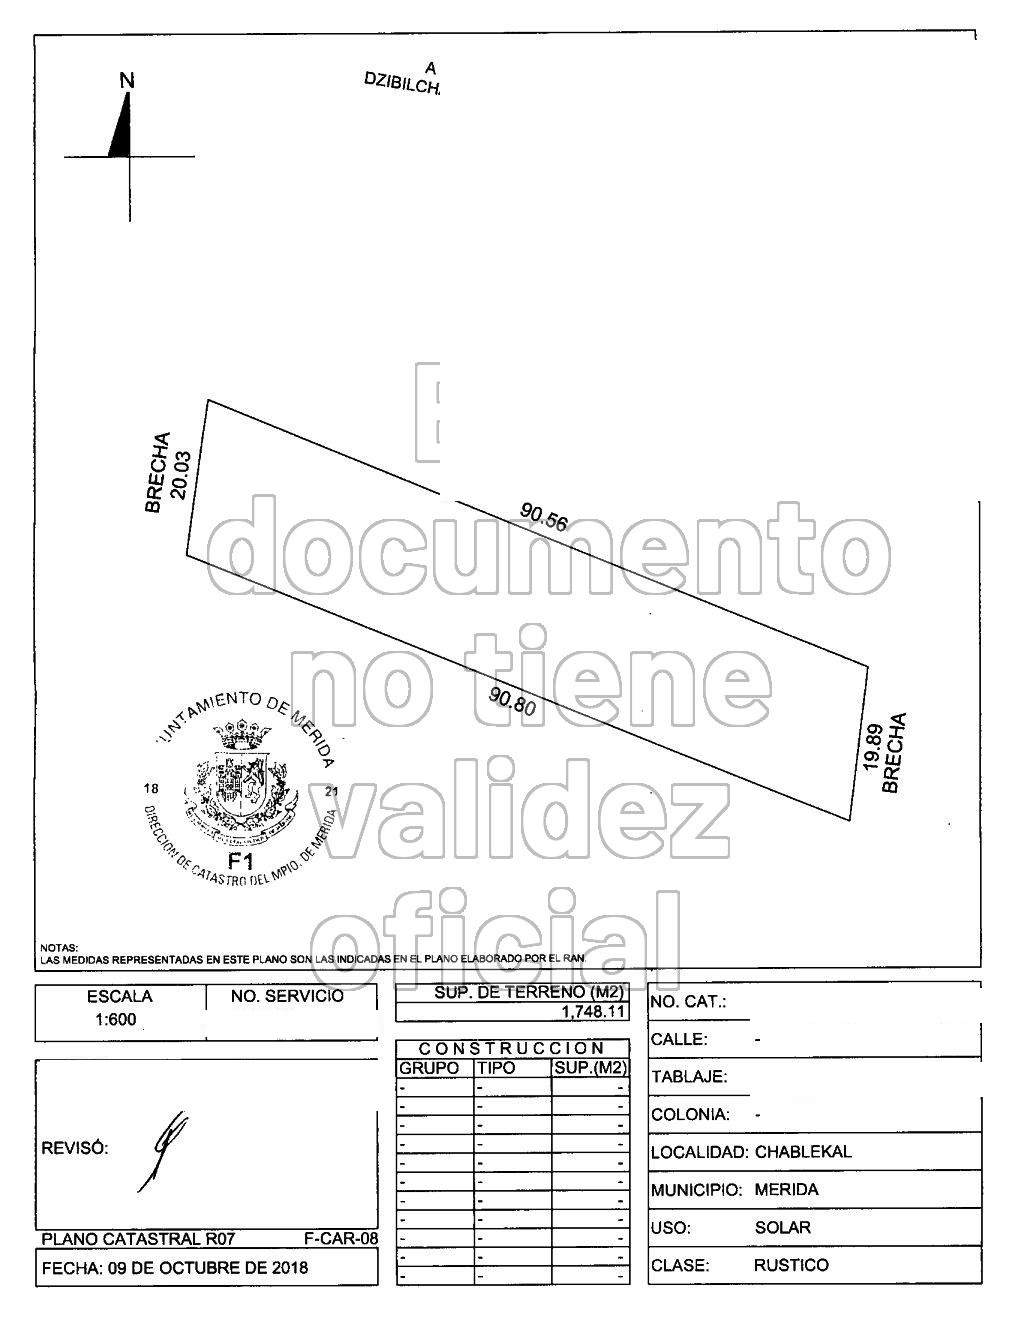 N
A
DZIBILCH
BRECHA
20.03
90.56
documento
no tiene
validez
oficial
90.80
19.89
BRECHA
UNTAMIENTO DE MERIDA
18
21
F1
DIRECCION DE CATASTRO DEL MPIO. DE MERIDA
NOTAS:
LAS MEDIDAS REPRESENTADAS EN ESTE PLANO SON LAS INDICADAS EN EL PLANO ELABORADO POR EL RAN
ESCALA
1:600
NO. SERVICIO
SUP. DE TERRENO (M2)
1,748.11
CONSTRUCCION
GRUPO TIPO SUP.(M2)
- - -
- - -
- - -
- - -
- - -
- - -
- - -
- - -
- - -
- - -
- - -
REVISÓ:
PLANO CATASTRAL R07 F-CAR-08
FECHA: 09 DE OCTUBRE DE 2018
NO. CAT.:
CALLE: -
TABLAJE:
COLONIA: -
LOCALIDAD: CHABLEKAL
MUNICIPIO: MERIDA
USO: SOLAR
CLASE: RUSTICO